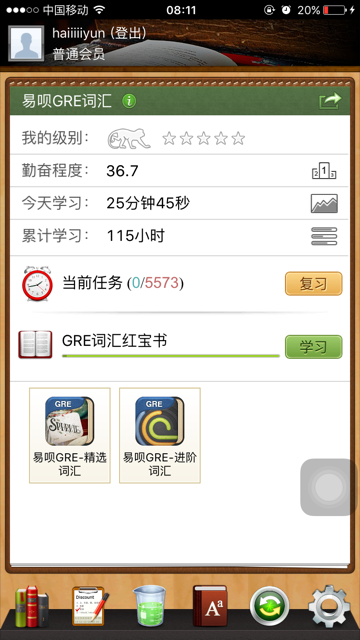 中国移动
08:11
20%
haiiiiiyun (登出)
普通会员
易呗GRE词汇
我的级别：
勤奋程度： 36.7
今天学习： 25分钟45秒
累计学习： 115小时
当前任务 (0/5573)
复习
GRE词汇红宝书
学习
GRE
易呗GRE-精选
词汇
GRE
易呗GRE-进阶
词汇